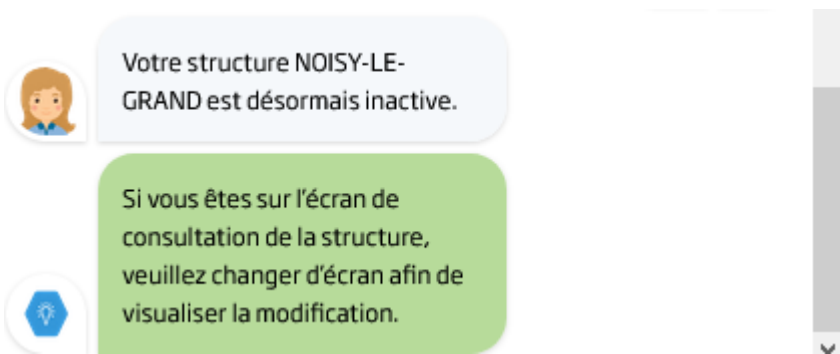 Votre structure NOISY-LE-
GRAND est désormais inactive.
Si vous êtes sur l'écran de
consultation de la structure,
veuillez changer d'écran afin de
visualiser la modification.